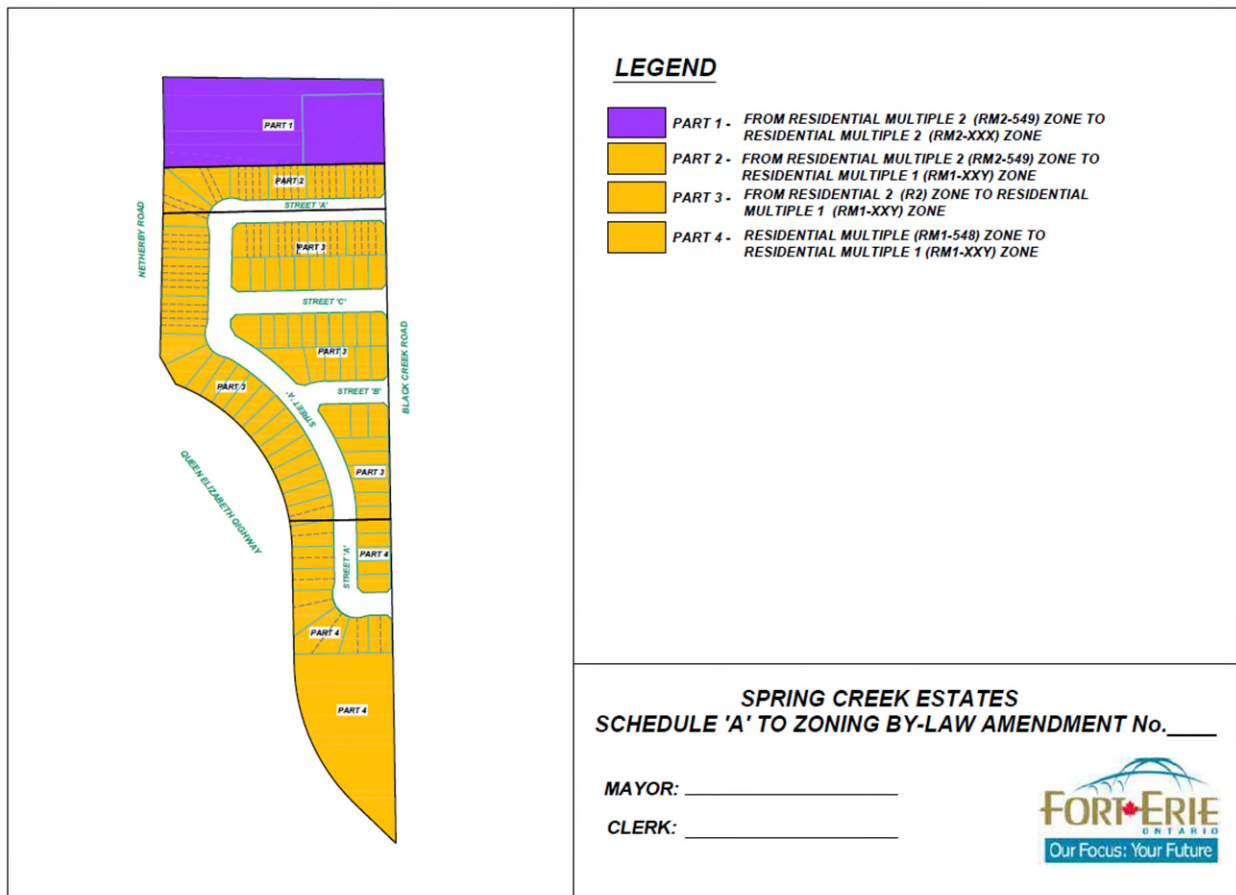 PART 1
PART 2
STREET 'A'
NETHERBY ROAD
PART 3
STREET 'C'
PART 3
BLACK CREEK ROAD
PART 3
STREET 'B'
STREET 'A'
QUEEN ELIZABETH QIGHWAY
PART 3
STREET 'A'
PART 4
PART 4
PART 4
LEGEND
PART 1 - FROM RESIDENTIAL MULTIPLE 2 (RM2-549) ZONE TO
RESIDENTIAL MULTIPLE 2 (RM2-XXX) ZONE
PART 2 - FROM RESIDENTIAL MULTIPLE 2 (RM2-549) ZONE TO
RESIDENTIAL MULTIPLE 1 (RM1-XXY) ZONE
PART 3 - FROM RESIDENTIAL 2 (R2) ZONE TO RESIDENTIAL
MULTIPLE 1 (RM1-XXY) ZONE
PART 4 - RESIDENTIAL MULTIPLE (RM1-548) ZONE TO
RESIDENTIAL MULTIPLE 1 (RM1-XXY) ZONE
SPRING CREEK ESTATES
SCHEDULE 'A' TO ZONING BY-LAW AMENDMENT No.____
MAYOR: ____________________
CLERK: ____________________
FORT ERIE
ONTARIO
Our Focus: Your Future